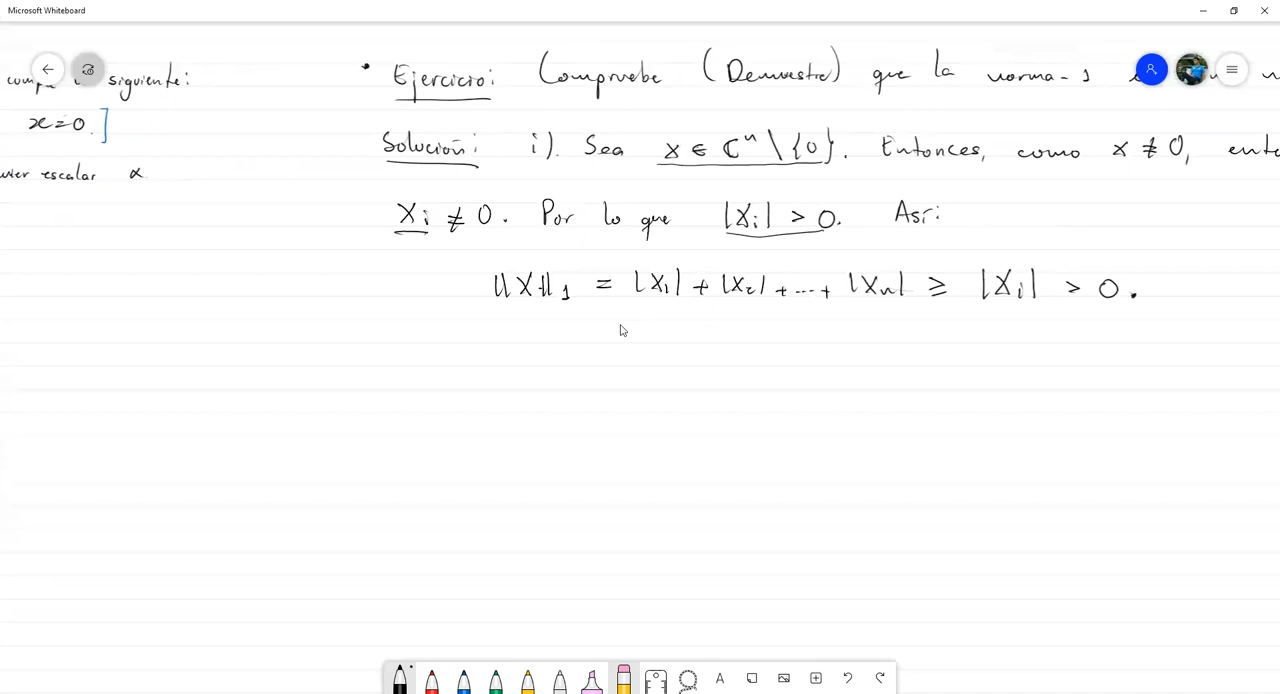 Microsoft Whiteboard
siguiente:
x=0.]
escalar α
• Ejercicio: Compruebe (Demuestre) que la norma-1
Solución: i). Sea x ∈ ℂⁿ \ {0}. Entonces, como x ≠ 0,
Xᵢ ≠ 0. Por lo que |Xᵢ| > 0. Así:
||X||₁ = |X₁| + |X₂| + ... + |Xₙ| ≥ |Xᵢ| > 0.
A